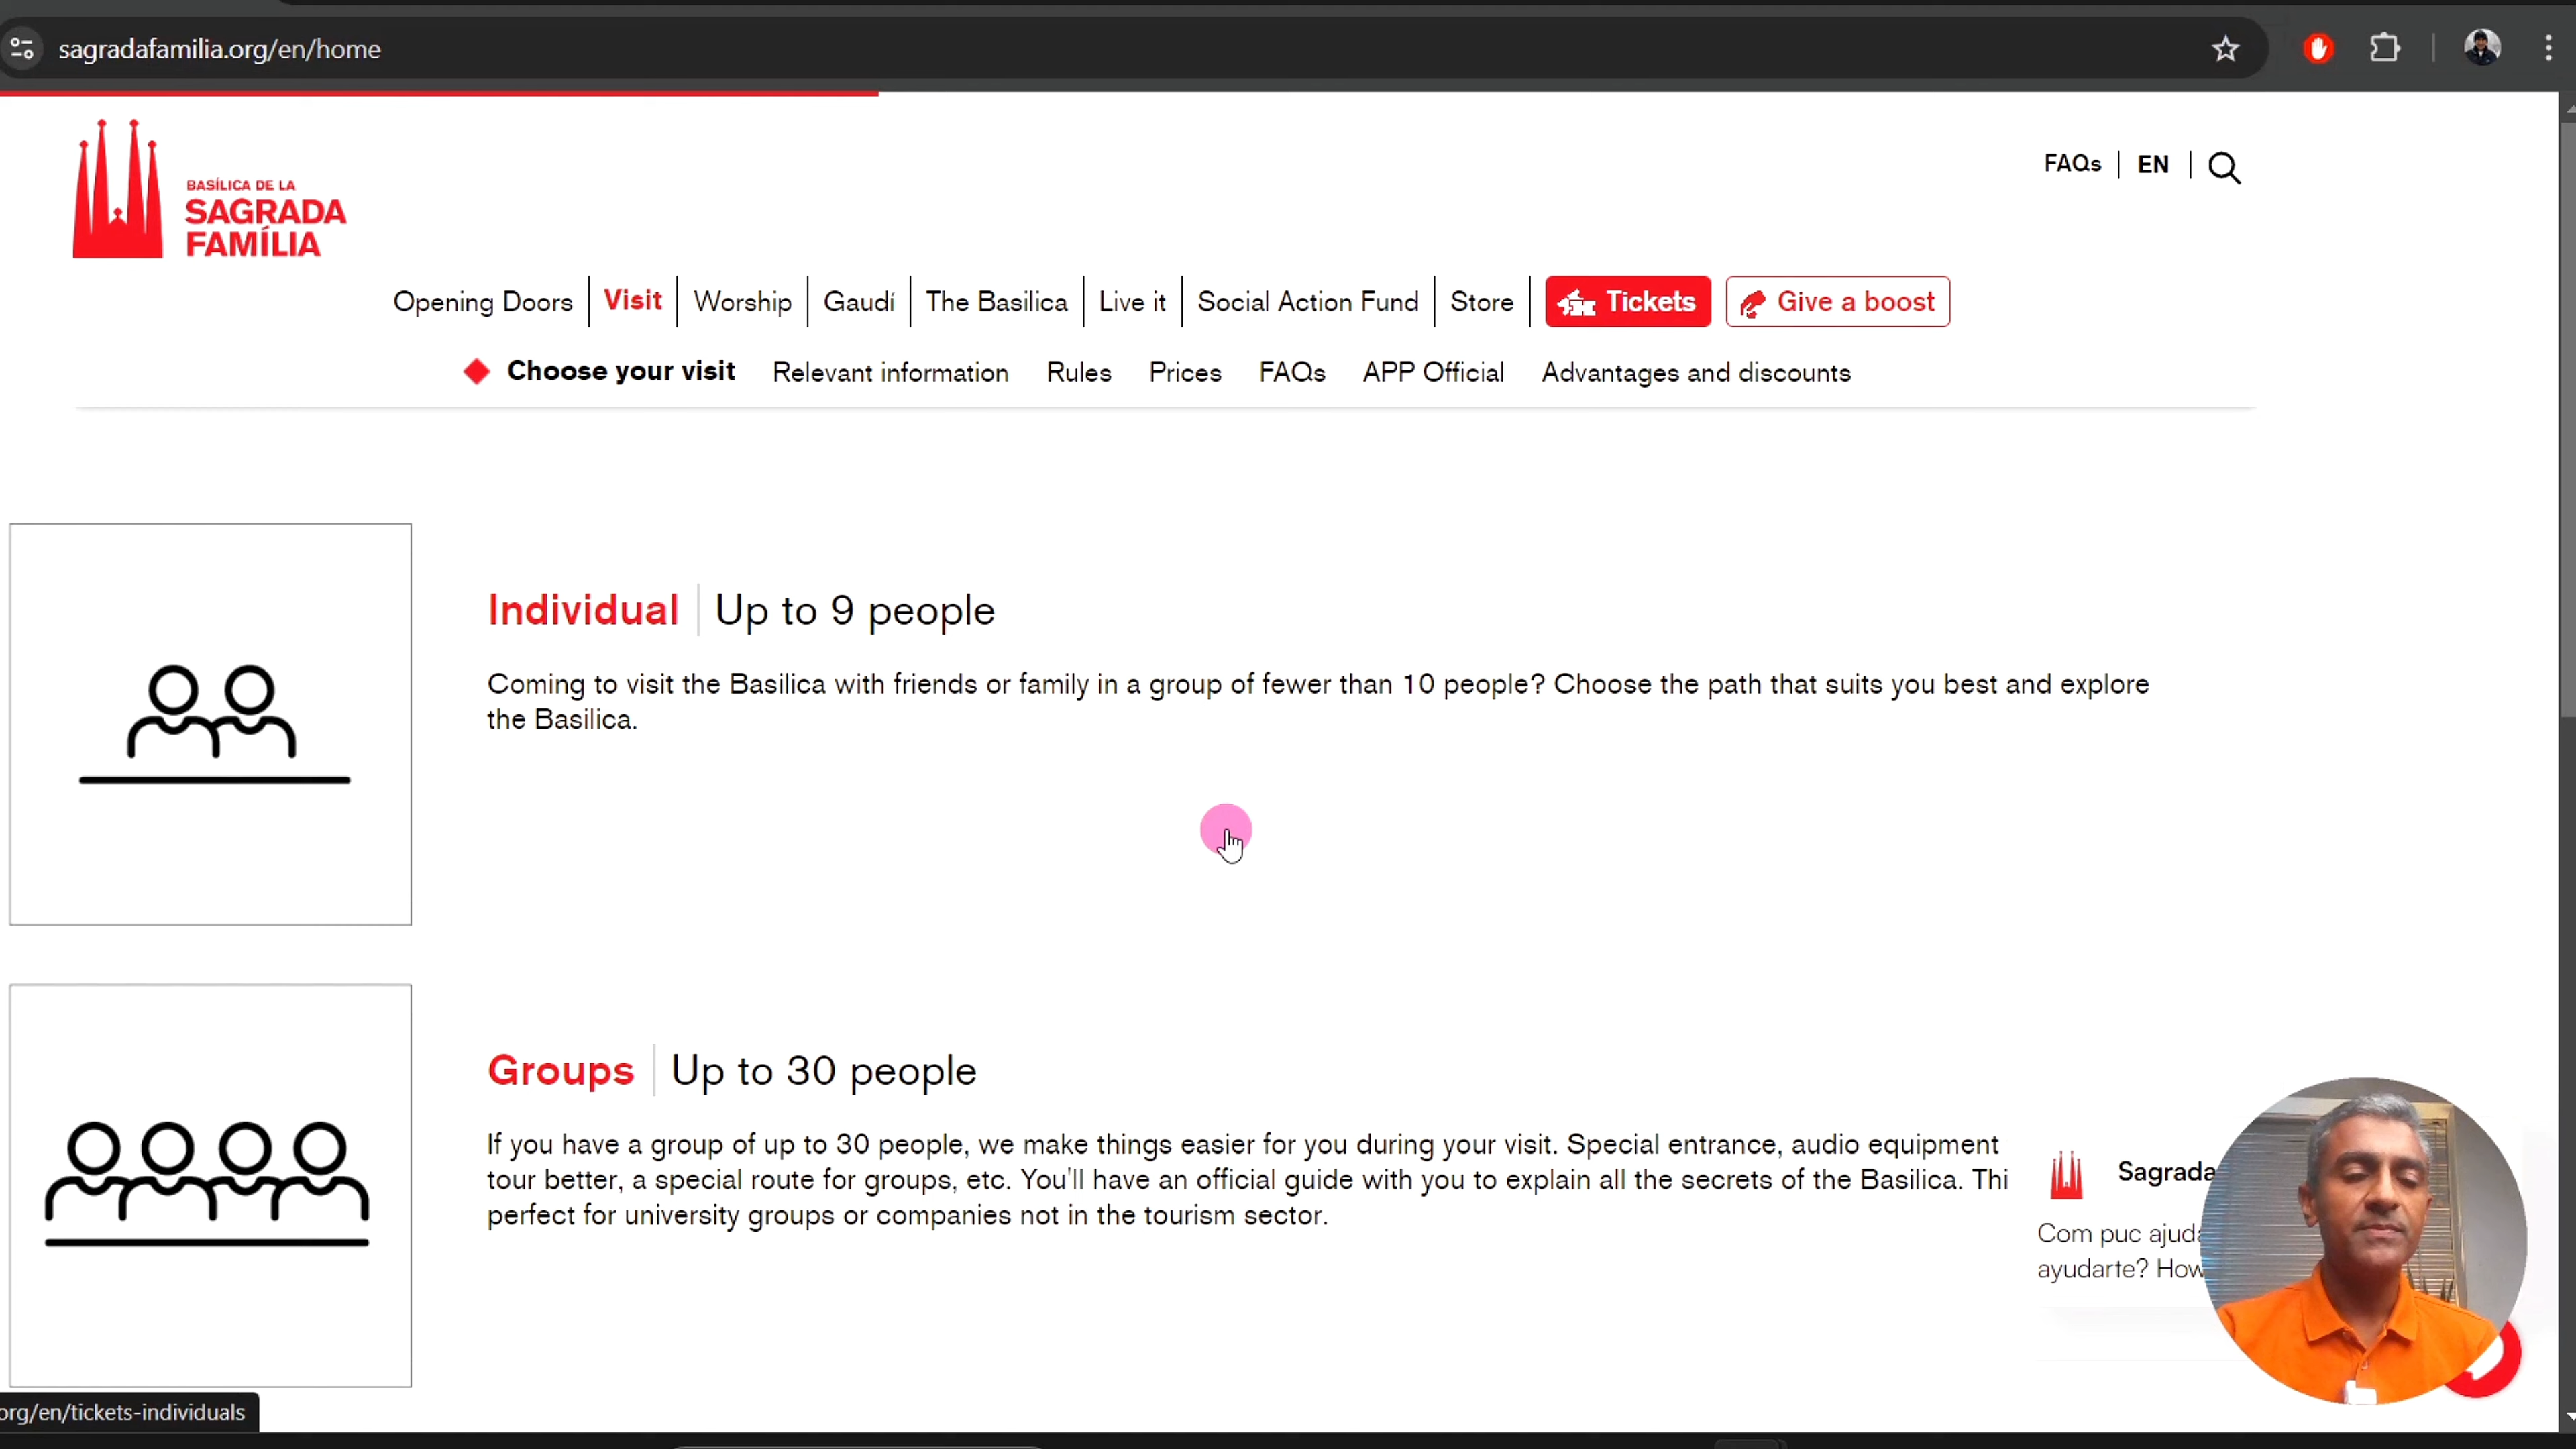 sagradafamilia.org/en/home
BASÍLICA DE LA
SAGRADA
FAMÍLIA
FAQs
EN
Opening Doors
Visit
Worship
Gaudí
The Basilica
Live it
Social Action Fund
Store
Tickets
Give a boost
Choose your visit
Relevant information
Rules
Prices
FAQs
APP Official
Advantages and discounts
Individual
Up to 9 people
Coming to visit the Basilica with friends or family in a group of fewer than 10 people? Choose the path that suits you best and explore
the Basilica.
Groups
Up to 30 people
If you have a group of up to 30 people, we make things easier for you during your visit. Special entrance, audio equipment
tour better, a special route for groups, etc. You'll have an official guide with you to explain all the secrets of the Basilica. Thi
perfect for university groups or companies not in the tourism sector.
Sagrada
Com puc ajuda
ayudarte? How
org/en/tickets-individuals